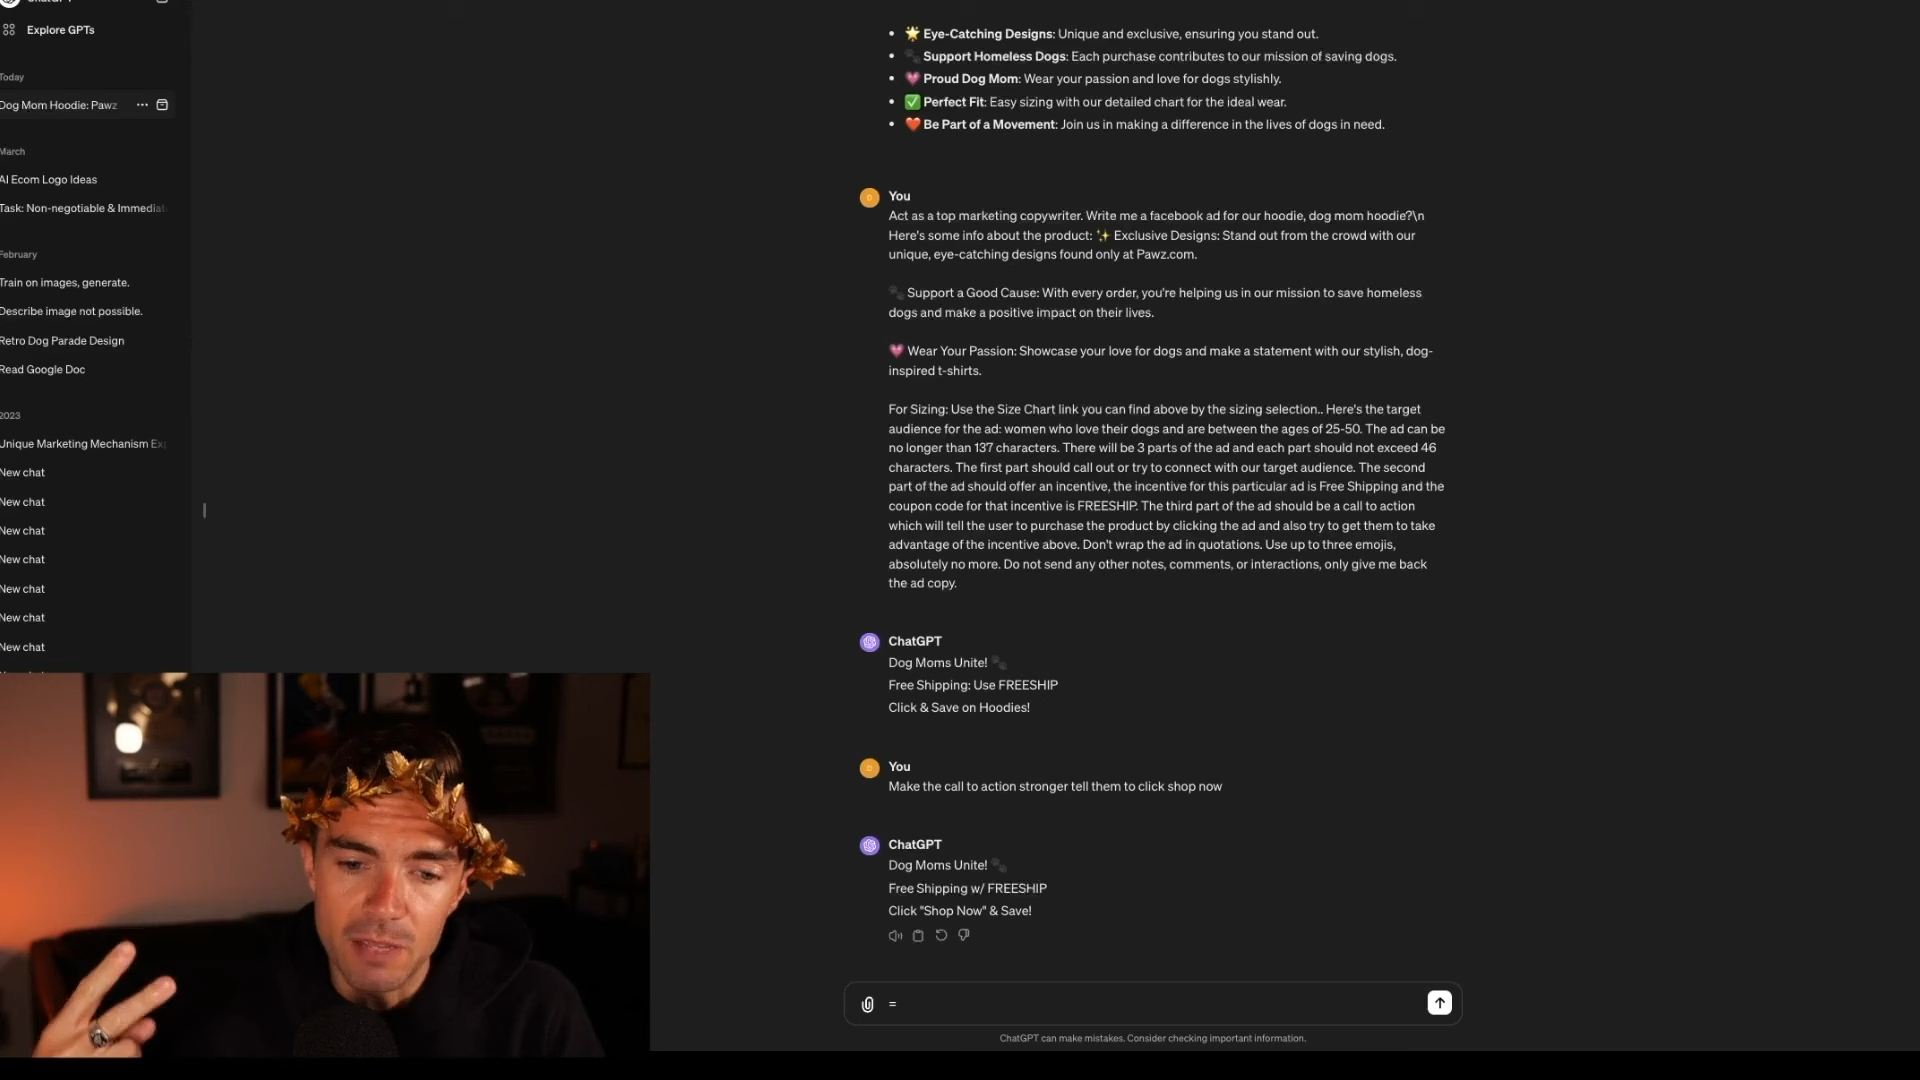 Explore GPTs
Today
Dog Mom Hoodie: Pawz
March
AI Ecom Logo Ideas
Task: Non-negotiable & Immediat
February
Train on images, generate.
Describe image not possible.
Retro Dog Parade Design
Read Google Doc
2023
Unique Marketing Mechanism Ex
New chat
New chat
New chat
New chat
New chat
New chat
New chat
🌟 Eye-Catching Designs: Unique and exclusive, ensuring you stand out.
🐾 Support Homeless Dogs: Each purchase contributes to our mission of saving dogs.
💗 Proud Dog Mom: Wear your passion and love for dogs stylishly.
✅ Perfect Fit: Easy sizing with our detailed chart for the ideal wear.
❤️ Be Part of a Movement: Join us in making a difference in the lives of dogs in need.
You
Act as a top marketing copywriter. Write me a facebook ad for our hoodie, dog mom hoodie?\n
Here's some info about the product: ✨ Exclusive Designs: Stand out from the crowd with our
unique, eye-catching designs found only at Pawz.com.
🐾 Support a Good Cause: With every order, you're helping us in our mission to save homeless
dogs and make a positive impact on their lives.
💗 Wear Your Passion: Showcase your love for dogs and make a statement with our stylish, dog-
inspired t-shirts.
For Sizing: Use the Size Chart link you can find above by the sizing selection.. Here's the target
audience for the ad: women who love their dogs and are between the ages of 25-50. The ad can be
no longer than 137 characters. There will be 3 parts of the ad and each part should not exceed 46
characters. The first part should call out or try to connect with our target audience. The second
part of the ad should offer an incentive, the incentive for this particular ad is Free Shipping and the
coupon code for that incentive is FREESHIP. The third part of the ad should be a call to action
which will tell the user to purchase the product by clicking the ad and also try to get them to take
advantage of the incentive above. Don't wrap the ad in quotations. Use up to three emojis,
absolutely no more. Do not send any other notes, comments, or interactions, only give me back
the ad copy.
ChatGPT
Dog Moms Unite! 🐾
Free Shipping: Use FREESHIP
Click & Save on Hoodies!
You
Make the call to action stronger tell them to click shop now
ChatGPT
Dog Moms Unite! 🐾
Free Shipping w/ FREESHIP
Click "Shop Now" & Save!
=
ChatGPT can make mistakes. Consider checking important information.